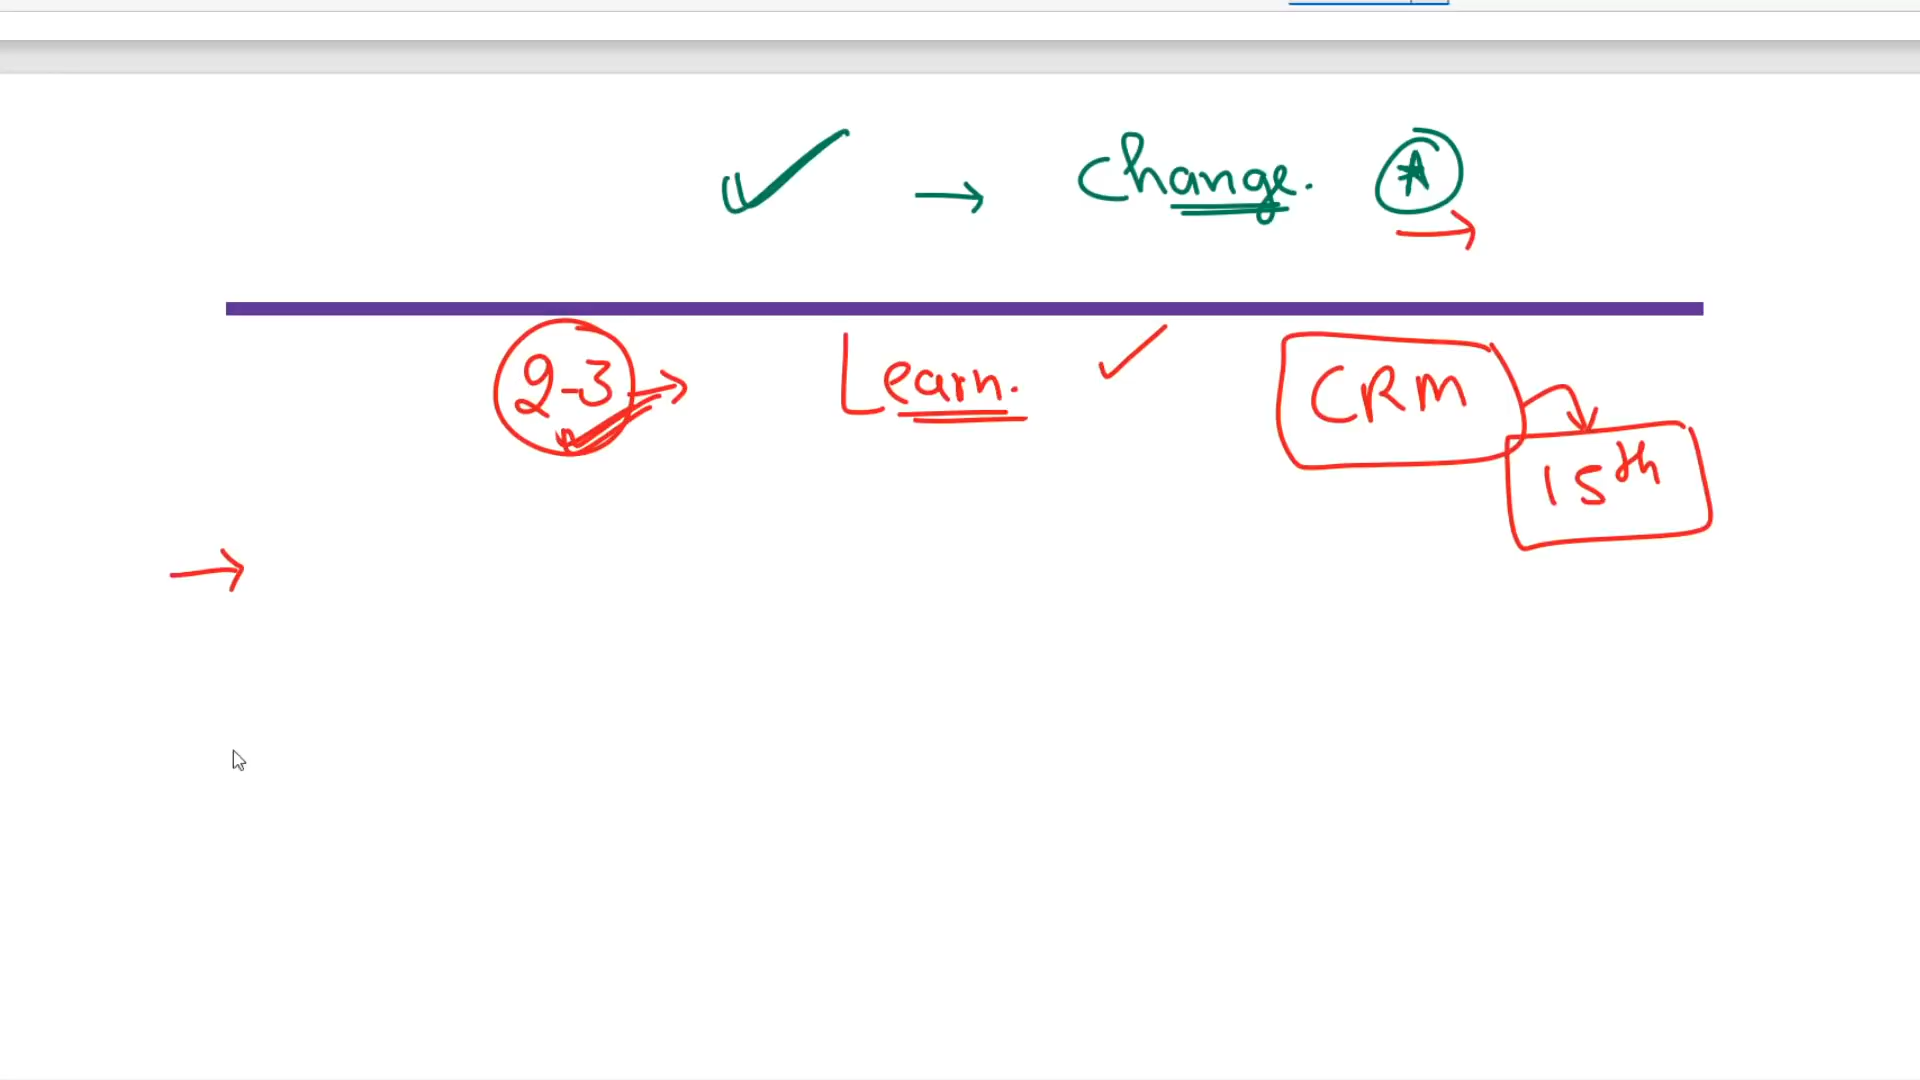 → Change.
2-3 → Learn. CRM
15th